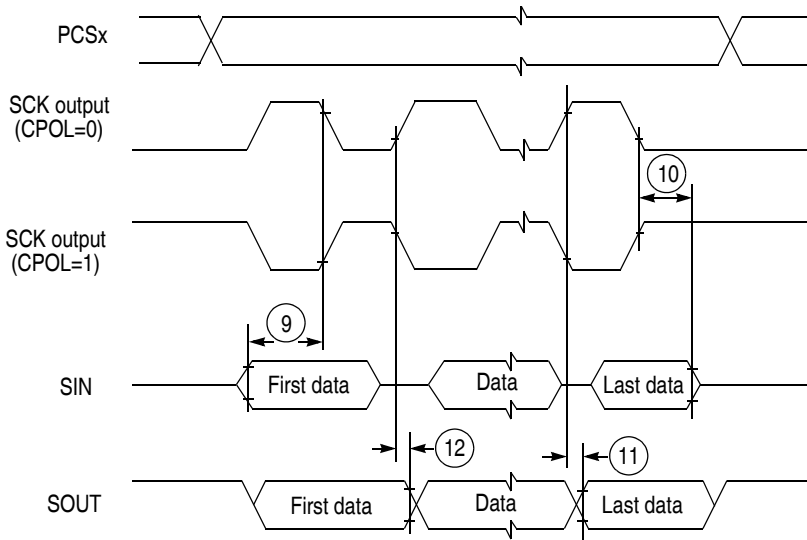 PCSx
SCK output
(CPOL=0)
10
SCK output
(CPOL=1)
9
SIN
First data
Data
Last data
12
11
SOUT
First data
Data
Last data